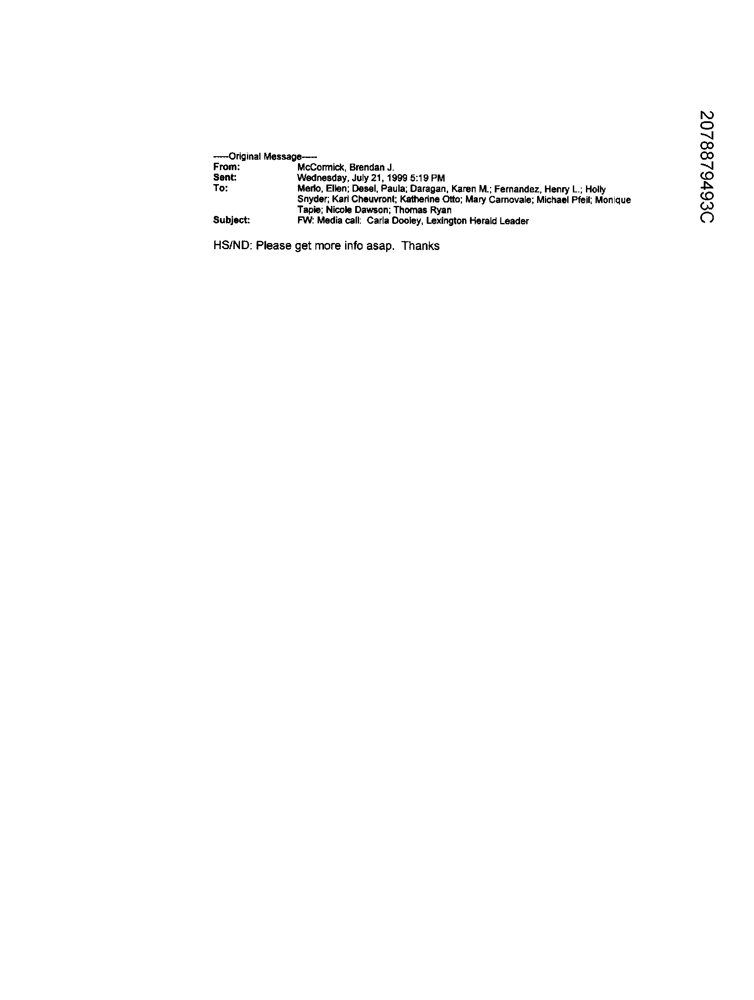 -----Original Message-----
From: McCormick, Brendan J.
Sent: Wednesday, July 21, 1999 5:19 PM
To: Merlo, Ellen; Desel, Paula; Daragan, Karen M.; Fernandez, Henry L.; Holly
Snyder; Kari Cheuvront; Katherine Otto; Mary Carnovale; Michael Pfeil; Monique
Tapie; Nicole Dawson; Thomas Ryan
Subject: FW: Media call: Carla Dooley, Lexington Herald Leader
HS/ND: Please get more info asap. Thanks
2078879493C